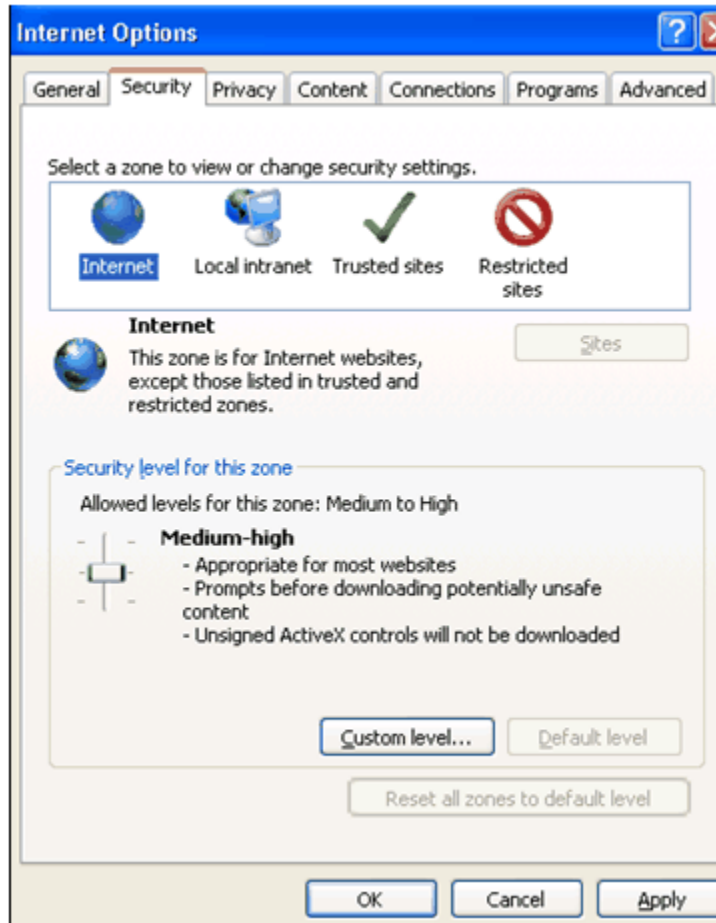 Internet Options
?
General Security Privacy Content Connections Programs Advanced
Select a zone to view or change security settings.
Internet Local intranet Trusted sites Restricted
sites
Internet
Sites
This zone is for Internet websites,
except those listed in trusted and
restricted zones.
Security level for this zone
Allowed levels for this zone: Medium to High
Medium-high
- Appropriate for most websites
- Prompts before downloading potentially unsafe
content
- Unsigned ActiveX controls will not be downloaded
Custom level... Default level
Reset all zones to default level
OK Cancel Apply